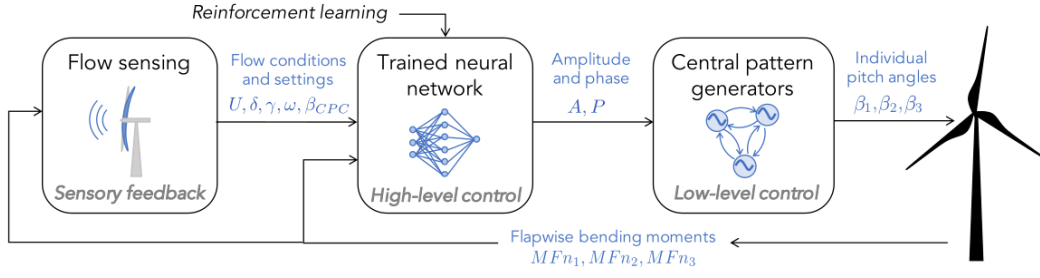 Reinforcement learning
Flow sensing
Sensory feedback
Flow conditions
and settings
U, δ, γ, ω, β_CPC
Trained neural
network
High-level control
Amplitude
and phase
A, P
Central pattern
generators
Low-level control
Individual
pitch angles
β₁, β₂, β₃
Flapwise bending moments
MFn₁, MFn₂, MFn₃